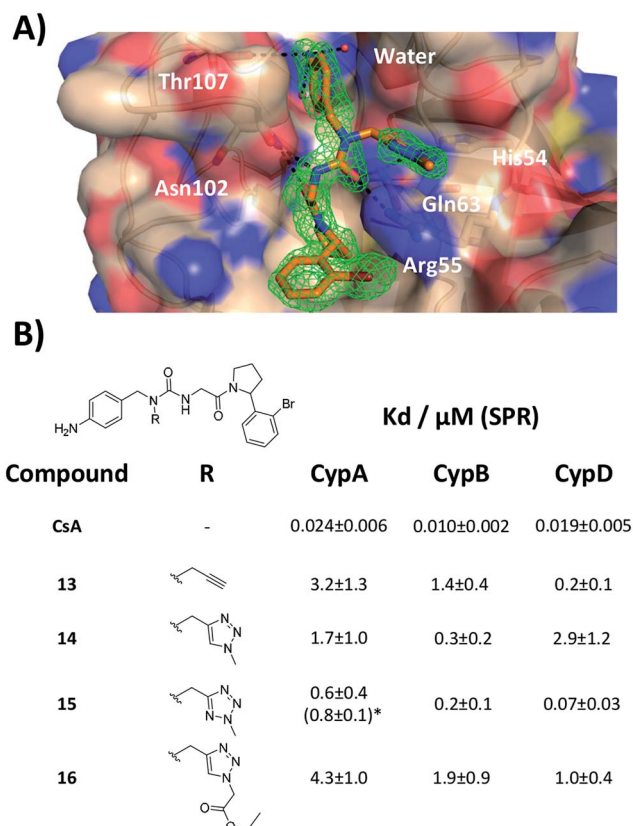 A)
Water
Thr107
His54
Asn102
Gln63
Arg55
B)
O
N
R
N
H
O
N
Br
H₂N
Kd / µM (SPR)
Compound R CypA CypB CypD
CsA - 0.024±0.006 0.010±0.002 0.019±0.005
13 3.2±1.3 1.4±0.4 0.2±0.1
14 N N N 1.7±1.0 0.3±0.2 2.9±1.2
15 N N N N 0.6±0.4 (0.8±0.1)* 0.2±0.1 0.07±0.03
16 N N N O O 4.3±1.0 1.9±0.9 1.0±0.4